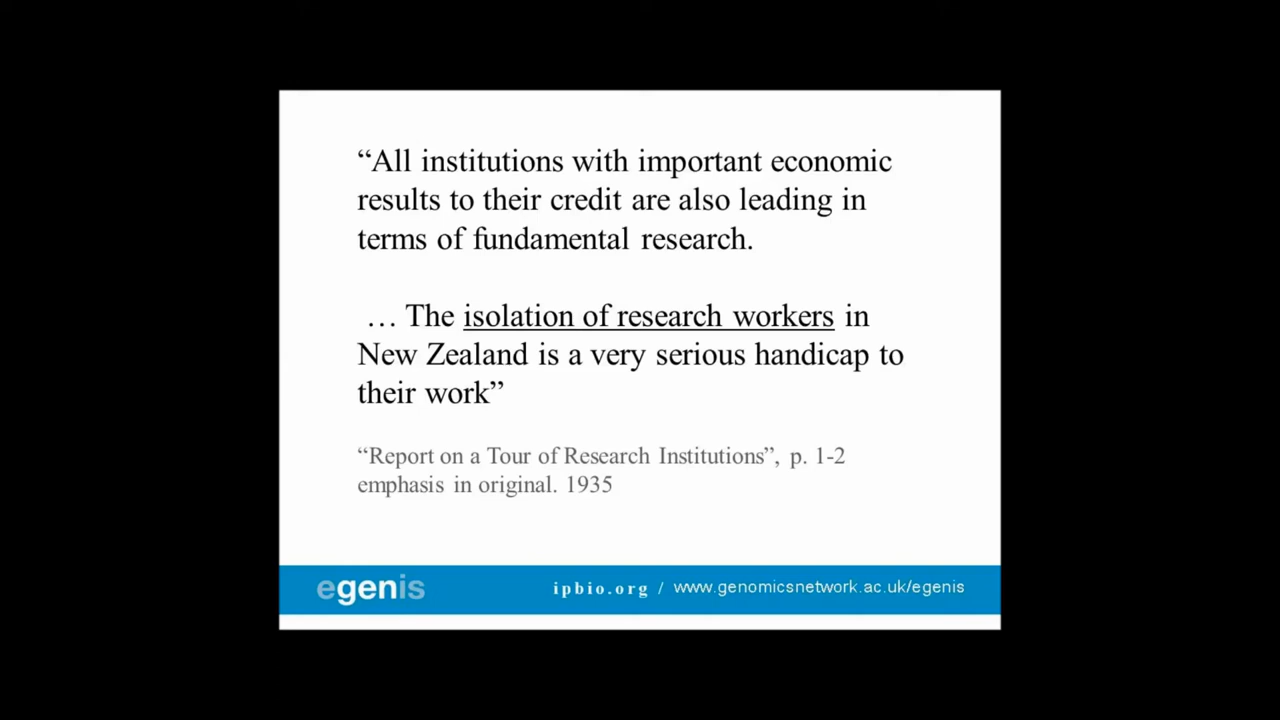 “All institutions with important economic
results to their credit are also leading in
terms of fundamental research.
… The isolation of research workers in
New Zealand is a very serious handicap to
their work”
“Report on a Tour of Research Institutions”, p. 1-2
emphasis in original. 1935
egenis
ipbio.org / www.genomicsnetwork.ac.uk/egenis